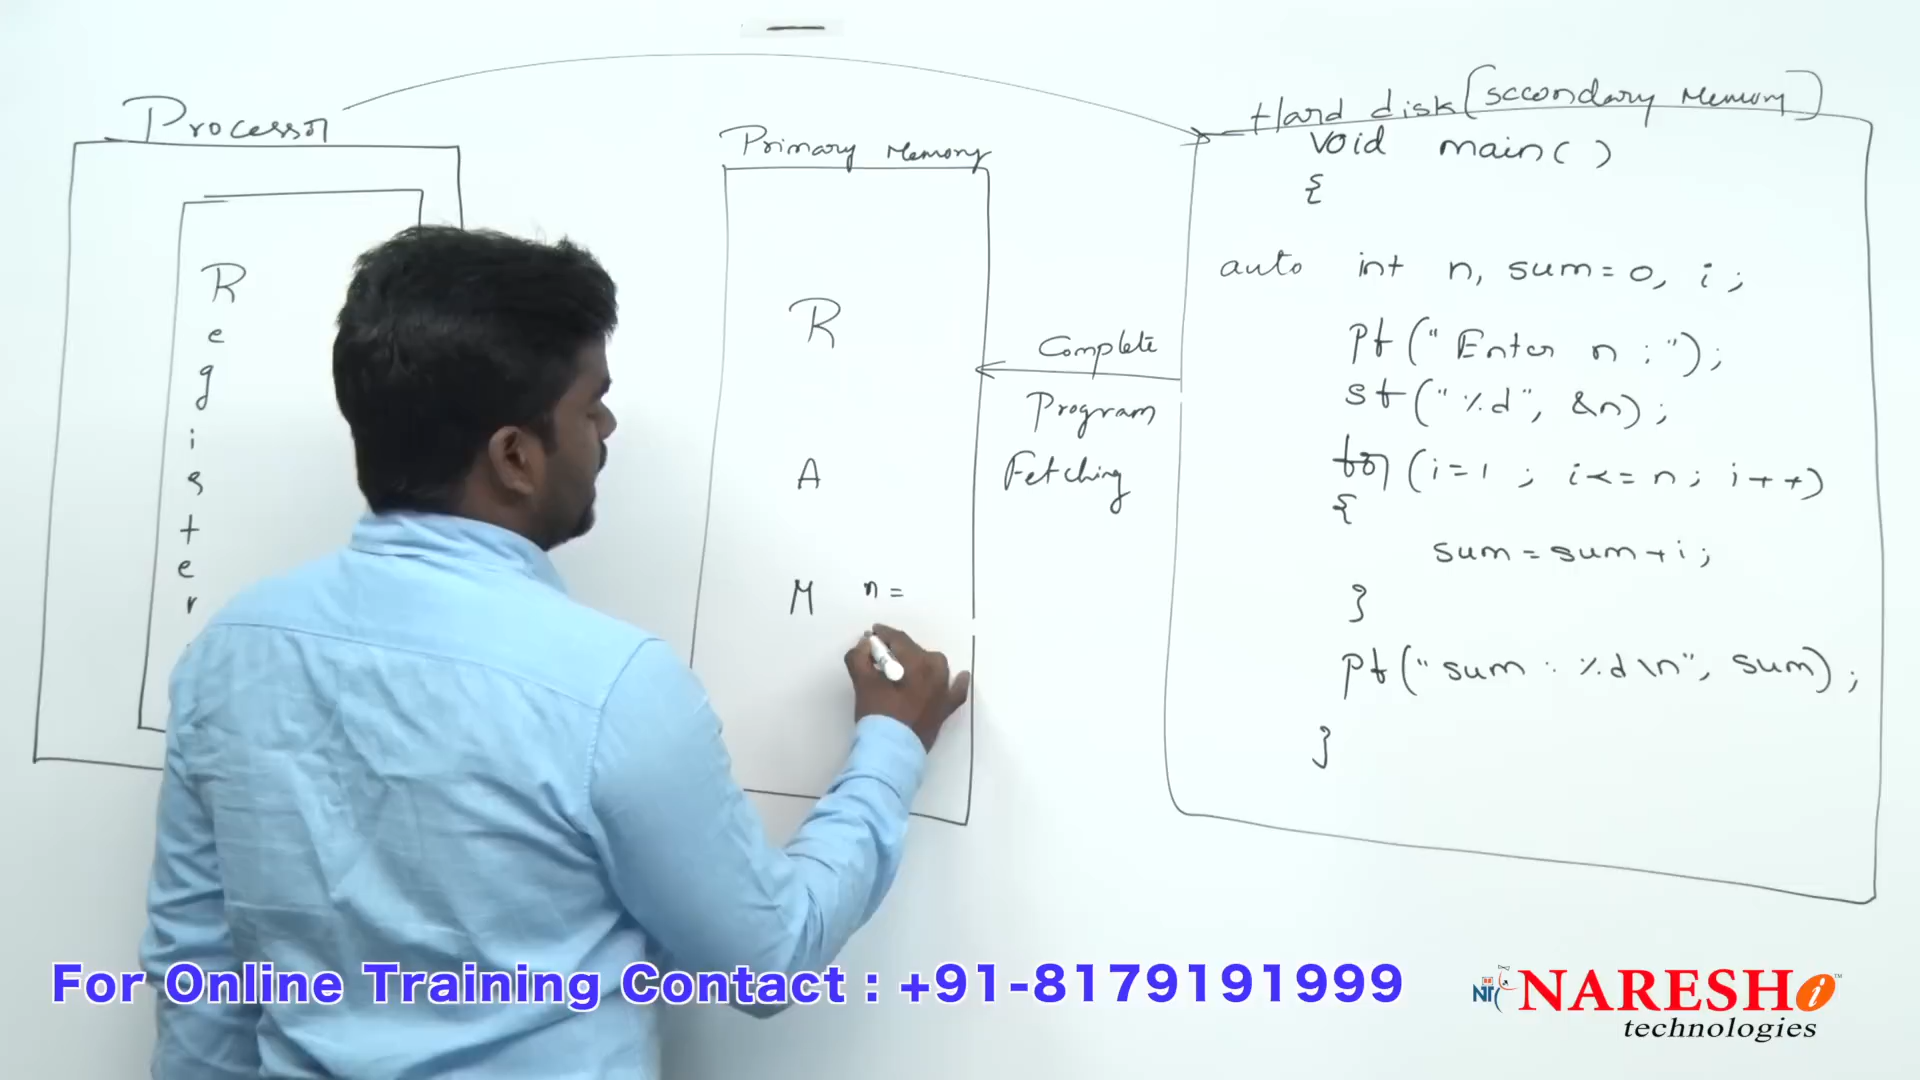 Processor
Register
Primary Memory
R
A
M n =
Complete
Program
Fetching
Hard disk [secondary Memory]
void main( )
{
auto int n, sum=0, i ;
pf (" Enter n : ");
sf (" %d", &n) ;
for (i=1 ; i<=n ; i++)
{
sum = sum+i ;
}
pf (" sum : %d \n", sum) ;
}
For Online Training Contact : +91-8179191999
NARESH i
technologies